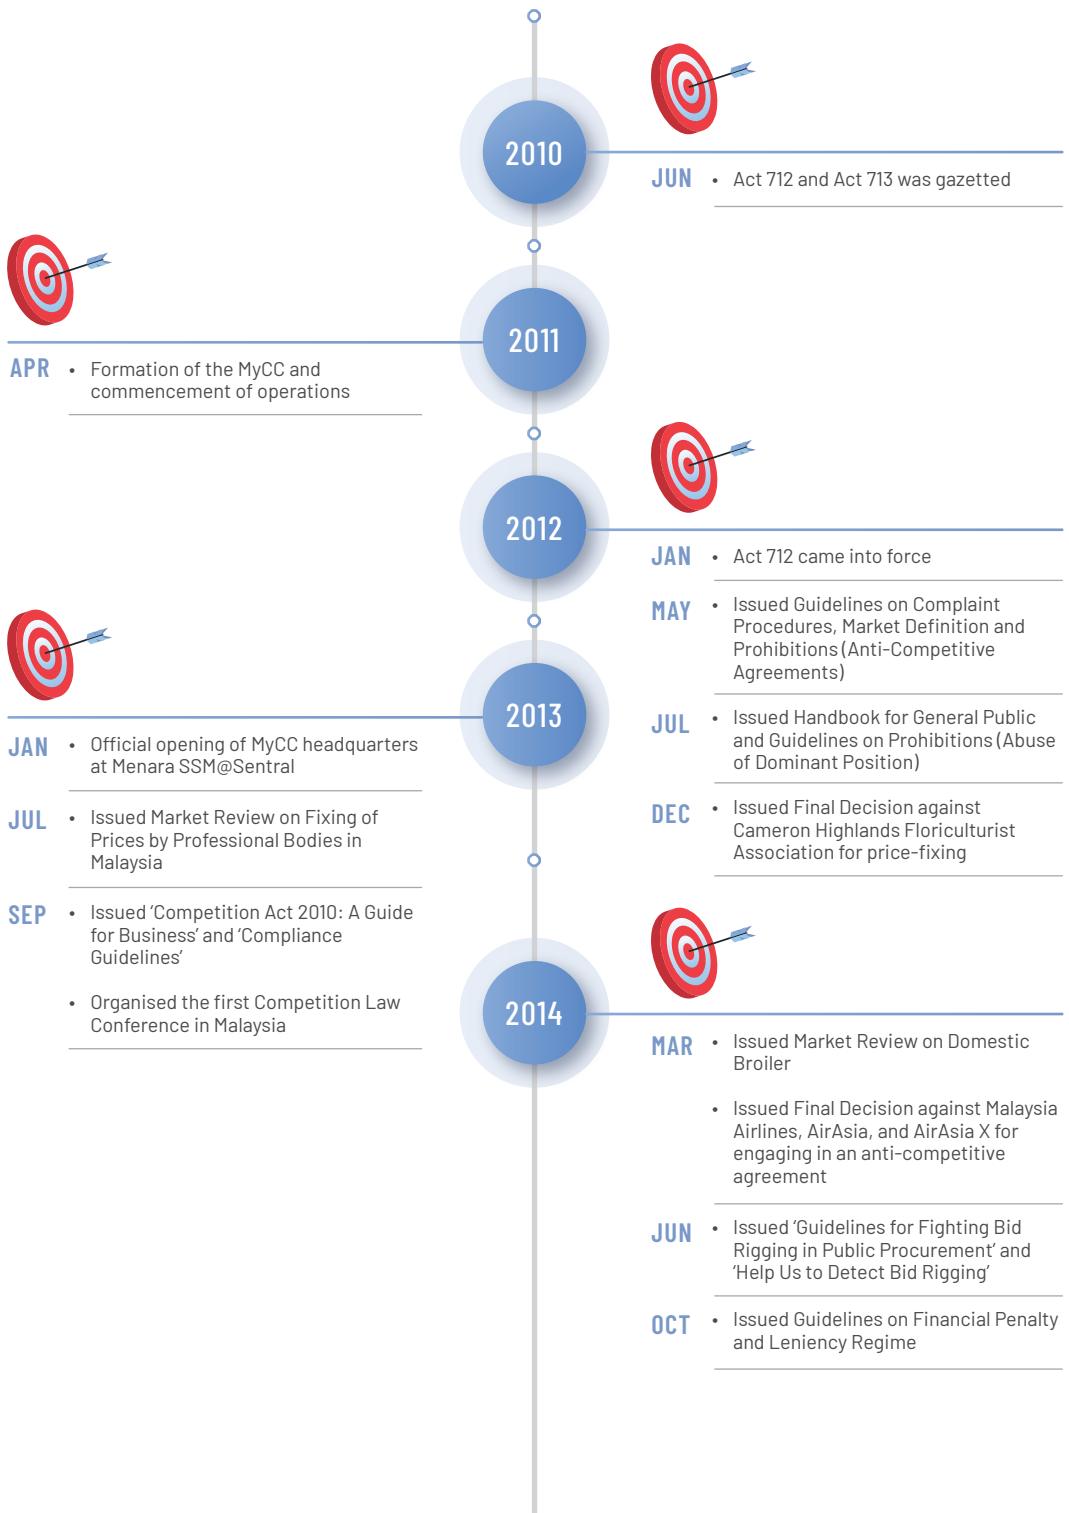 2010
JUN • Act 712 and Act 713 was gazetted
2011
APR • Formation of the MyCC and
commencement of operations
2012
JAN • Act 712 came into force
MAY • Issued Guidelines on Complaint
Procedures, Market Definition and
Prohibitions (Anti-Competitive
Agreements)
JUL • Issued Handbook for General Public
and Guidelines on Prohibitions (Abuse
of Dominant Position)
DEC • Issued Final Decision against
Cameron Highlands Floriculturist
Association for price-fixing
2013
JAN • Official opening of MyCC headquarters
at Menara SSM@Sentral
JUL • Issued Market Review on Fixing of
Prices by Professional Bodies in
Malaysia
SEP • Issued ‘Competition Act 2010: A Guide
for Business’ and ‘Compliance
Guidelines’
• Organised the first Competition Law
Conference in Malaysia
2014
MAR • Issued Market Review on Domestic
Broiler
• Issued Final Decision against Malaysia
Airlines, AirAsia, and AirAsia X for
engaging in an anti-competitive
agreement
JUN • Issued ‘Guidelines for Fighting Bid
Rigging in Public Procurement’ and
‘Help Us to Detect Bid Rigging’
OCT • Issued Guidelines on Financial Penalty
and Leniency Regime